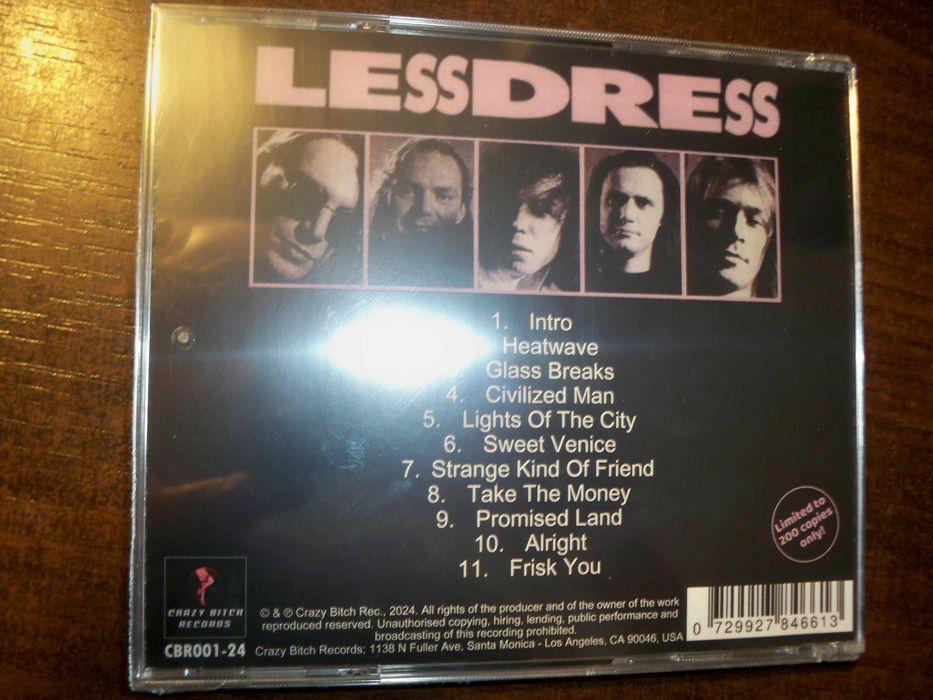 LESSDRESS
1. Intro
Heatwave
Glass Breaks
4. Civilized Man
5. Lights Of The City
6. Sweet Venice
7. Strange Kind Of Friend
8. Take The Money
9. Promised Land
10. Alright
11. Frisk You
Limited to
200 copies
only!
CRAZY BITCH
RECORDS
CBR001-24
© & ℗ Crazy Bitch Rec., 2024. All rights of the producer and of the owner of the work
reproduced reserved. Unauthorised copying, hiring, lending, public performance and
broadcasting of this recording prohibited.
Crazy Bitch Records; 1138 N Fuller Ave, Santa Monica - Los Angeles, CA 90046, USA
0 729927 846613